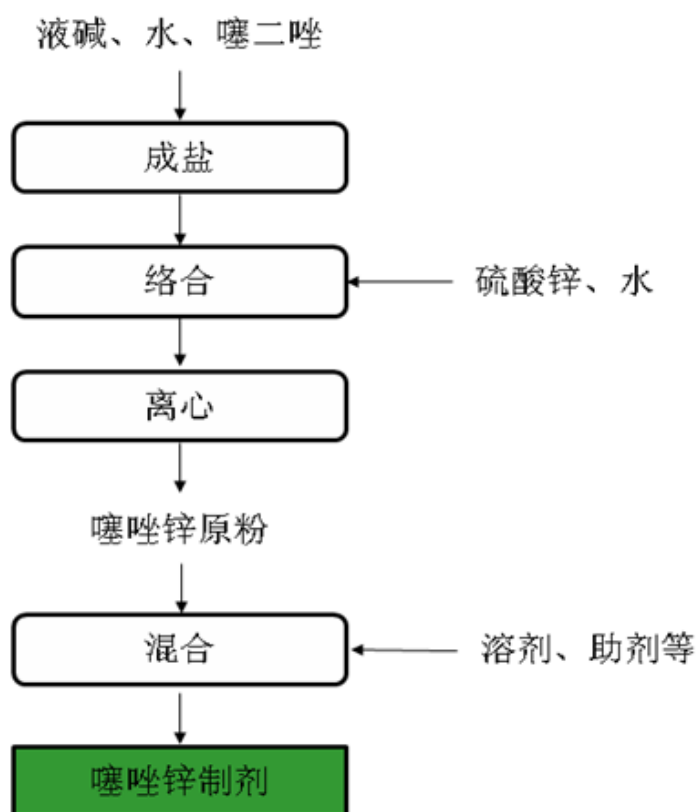 液碱、水、噻二唑
成盐
络合
硫酸锌、水
离心
噻唑锌原粉
混合
溶剂、助剂等
噻唑锌制剂